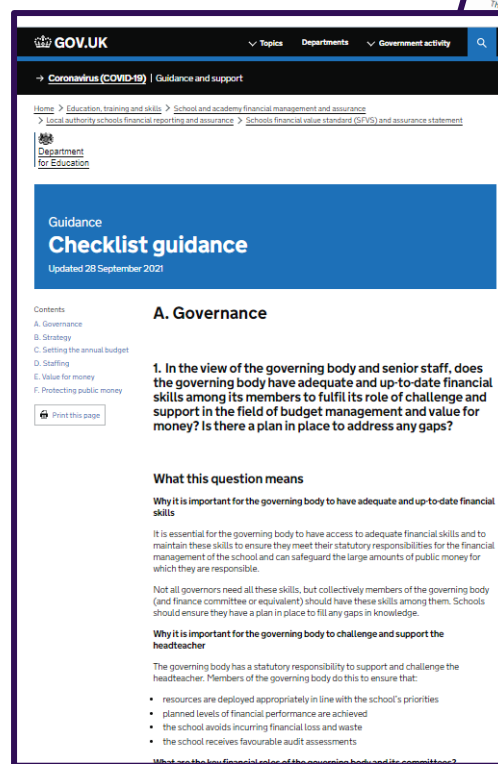 GOV.UK
Topics Departments Government activity
→ Coronavirus (COVID-19) | Guidance and support
Home > Education, training and skills > School and academy financial management and assurance
> Local authority schools financial reporting and assurance > Schools financial value standard (SFVS) and assurance statement
Department
for Education
Guidance
Checklist guidance
Updated 28 September 2021
Contents
A. Governance
B. Strategy
C. Setting the annual budget
D. Staffing
E. Value for money
F. Protecting public money
Print this page
A. Governance
1. In the view of the governing body and senior staff, does
the governing body have adequate and up-to-date financial
skills among its members to fulfil its role of challenge and
support in the field of budget management and value for
money? Is there a plan in place to address any gaps?
What this question means
Why it is important for the governing body to have adequate and up-to-date financial
skills
It is essential for the governing body to have access to adequate financial skills and to
maintain these skills to ensure they meet their statutory responsibilities for the financial
management of the school and can safeguard the large amounts of public money for
which they are responsible.
Not all governors need all these skills, but collectively members of the governing body
(and finance committee or equivalent) should have these skills among them. Schools
should ensure they have a plan in place to fill any gaps in knowledge.
Why it is important for the governing body to challenge and support the
headteacher
The governing body has a statutory responsibility to support and challenge the
headteacher. Members of the governing body do this to ensure that:
• resources are deployed appropriately in line with the school's priorities
• planned levels of financial performance are achieved
• the school avoids incurring financial loss and waste
• the school receives favourable audit assessments
What are the key financial roles of the governing body and its committees?